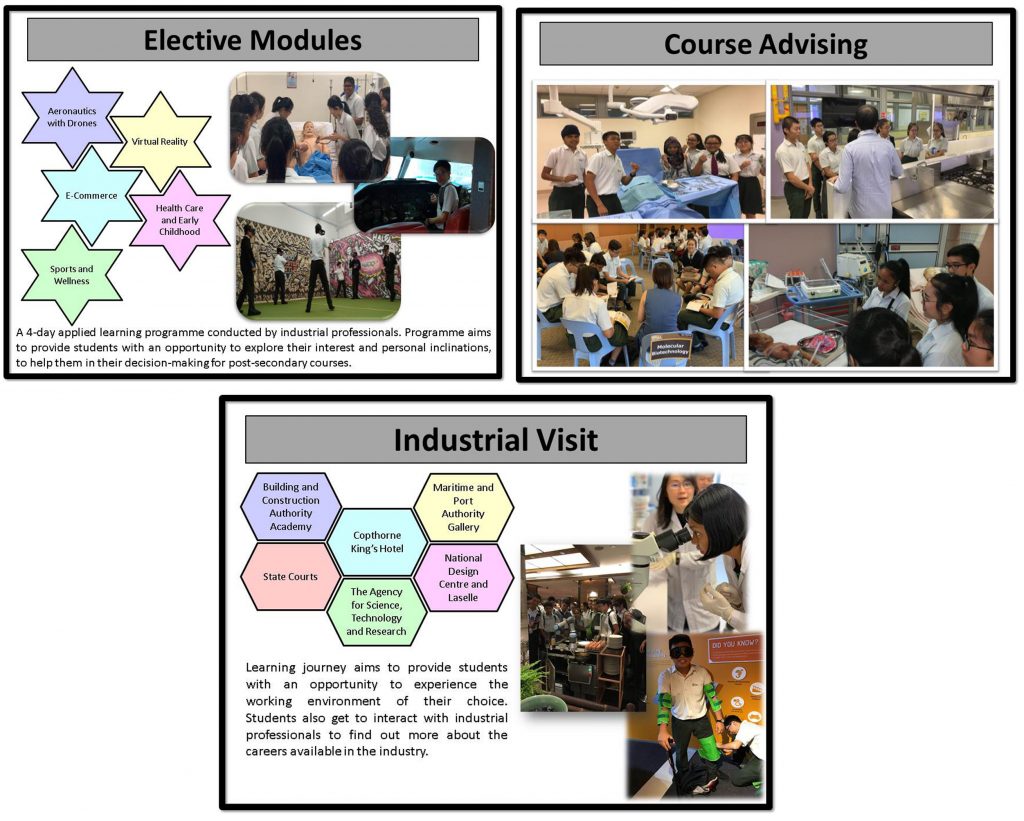 Elective Modules
Aeronautics
with Drones
Virtual Reality
E-Commerce
Health Care
and Early
Childhood
Sports and
Wellness
A 4-day applied learning programme conducted by industrial professionals. Programme aims
to provide students with an opportunity to explore their interest and personal inclinations,
to help them in their decision-making for post-secondary courses.
Course Advising
Molecular
Biotechnology
Industrial Visit
Building and
Construction
Authority
Academy
Maritime and
Port
Authority
Gallery
Copthorne
King's Hotel
State Courts
National
Design
Centre and
Laselle
The Agency
for Science,
Technology
and Research
Learning journey aims to provide students
with an opportunity to experience the
working environment of their choice.
Students also get to interact with industrial
professionals to find out more about the
careers available in the industry.
DID YOU KNOW?